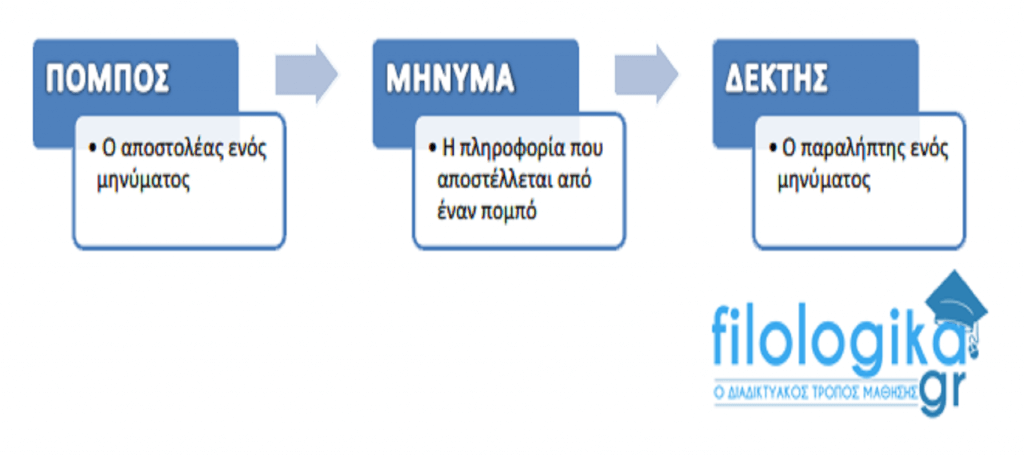 ΠΟΜΠΟΣ
• Ο αποστολέας ενός
μηνύματος
ΜΗΝΥΜΑ
• Η πληροφορία που
αποστέλλεται από
έναν πομπό
ΔΕΚΤΗΣ
• Ο παραλήπτης ενός
μηνύματος
filologika
Ο ΔΙΑΔΙΚΤΥΑΚΟΣ ΤΡΟΠΟΣ ΜΑΘΗΣΗΣ
gr